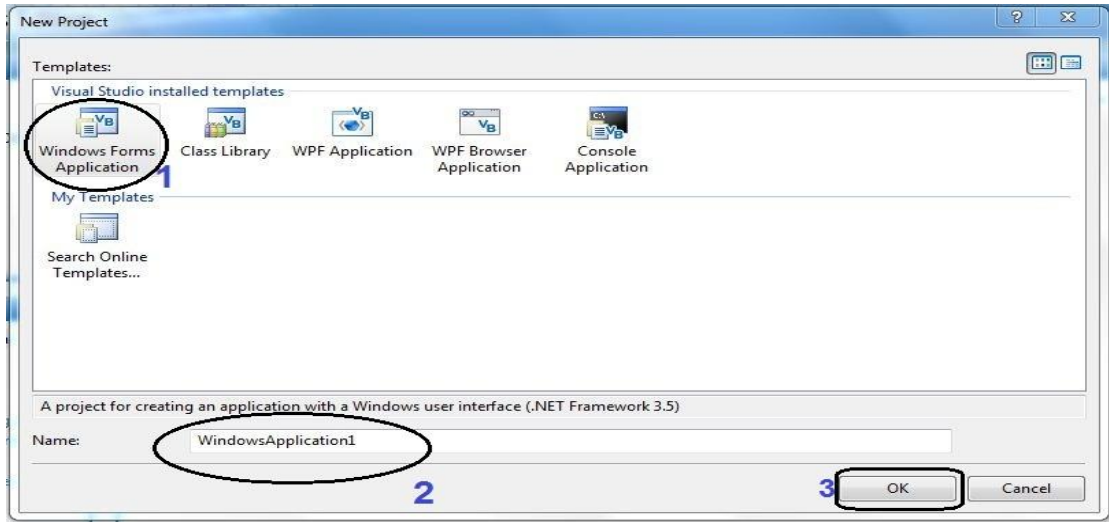 New Project
Templates:
Visual Studio installed templates
Windows Forms
Application
Class Library
WPF Application
WPF Browser
Application
Console
Application
1
My Templates
Search Online
Templates...
A project for creating an application with a Windows user interface (.NET Framework 3.5)
Name:
WindowsApplication1
2
3
OK
Cancel